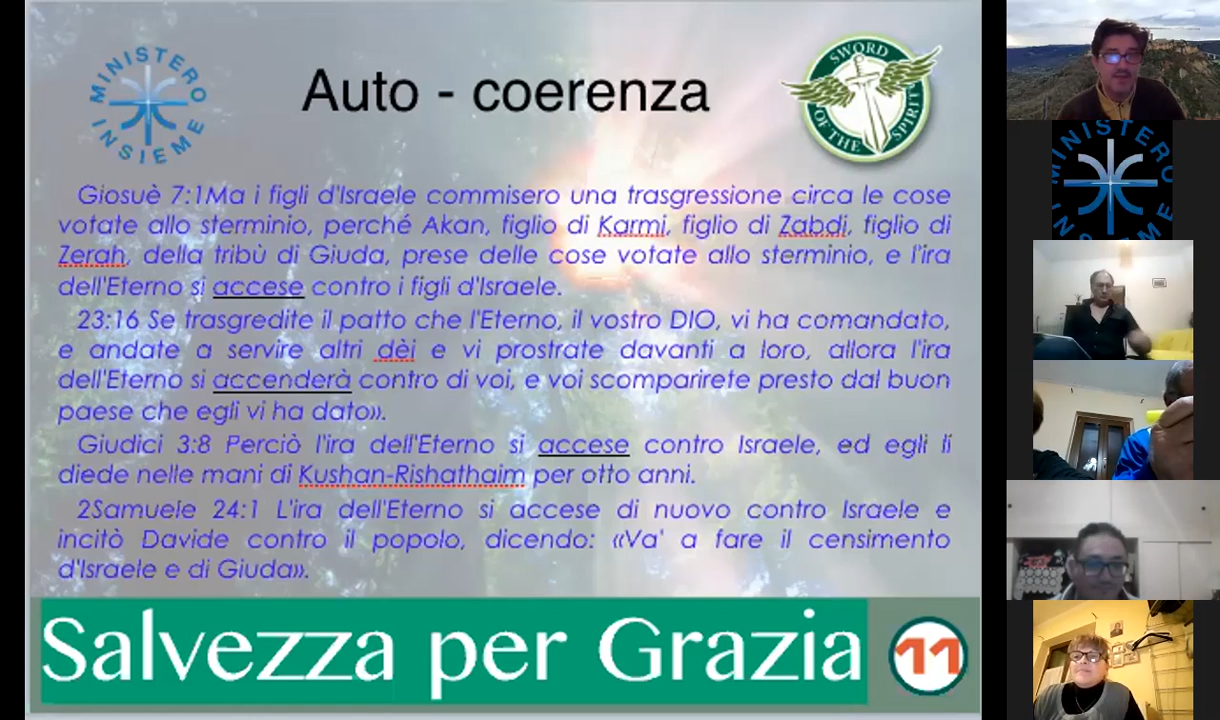 MINISTERO
INSIEME
Auto - coerenza
SWORD
OF THE SPIRIT
Giosuè 7:1Ma i figli d'Israele commisero una trasgressione circa le cose
votate allo sterminio, perché Akan, figlio di Karmi, figlio di Zabdi, figlio di
Zerah, della tribù di Giuda, prese delle cose votate allo sterminio, e l'ira
dell'Eterno si accese contro i figli d'Israele.
23:16 Se trasgredite il patto che l'Eterno, il vostro DIO, vi ha comandato,
e andate a servire altri dèi e vi prostrate davanti a loro, allora l'ira
dell'Eterno si accenderà contro di voi, e voi scomparirete presto dal buon
paese che egli vi ha dato».
Giudici 3:8 Perciò l'ira dell'Eterno si accese contro Israele, ed egli li
diede nelle mani di Kushan-Rishathaim per otto anni.
2Samuele 24:1 L'ira dell'Eterno si accese di nuovo contro Israele e
incitò Davide contro il popolo, dicendo: «Va' a fare il censimento
d'Israele e di Giuda».
Salvezza per Grazia
11
MINISTERO
INSIEME